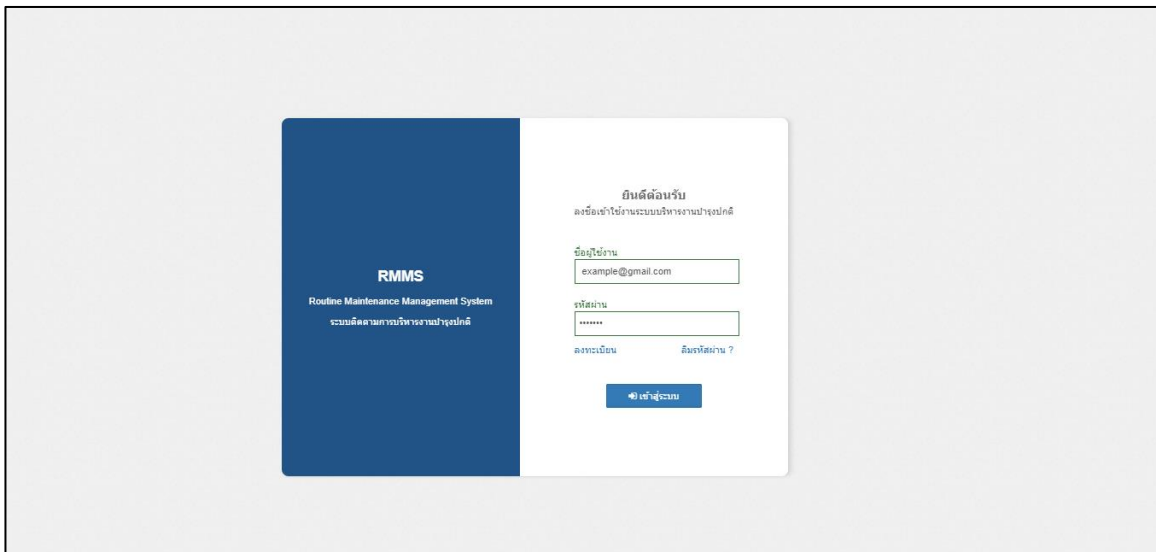 RMMS
Routine Maintenance Management System
ระบบติดตามการบริหารงานบำรุงปกติ
ยินดีต้อนรับ
ลงชื่อเข้าใช้งานระบบบริหารงานบำรุงปกติ
ชื่อผู้ใช้งาน
example@gmail.com
รหัสผ่าน
•••••••
ลงทะเบียน ลืมรหัสผ่าน ?
เข้าสู่ระบบ